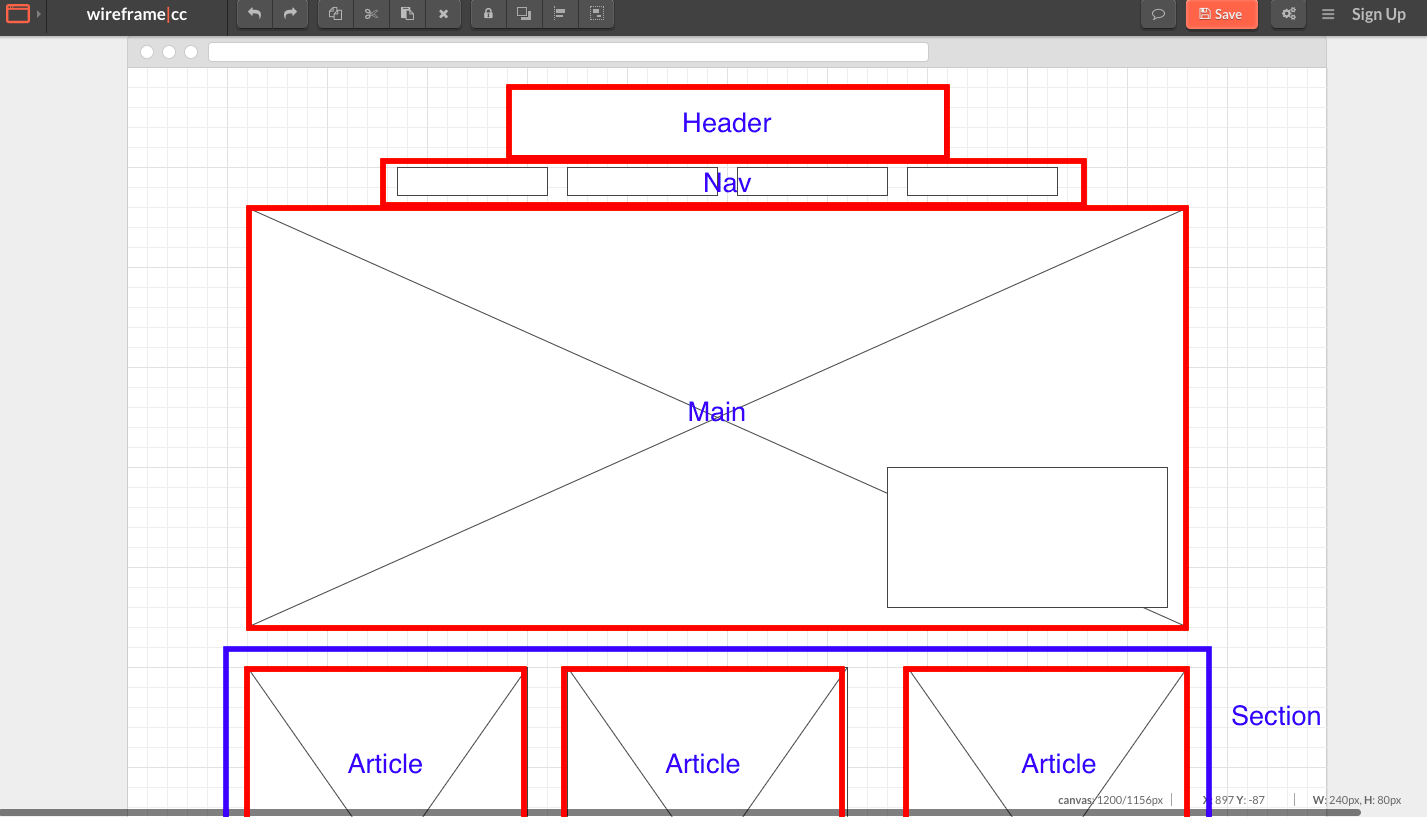 wireframe|cc
Save
Sign Up
Header
Nav
Main
Section
Article
Article
Article
canvas: 1200/1156px
X: 897 Y: -87
W: 240px, H: 80px